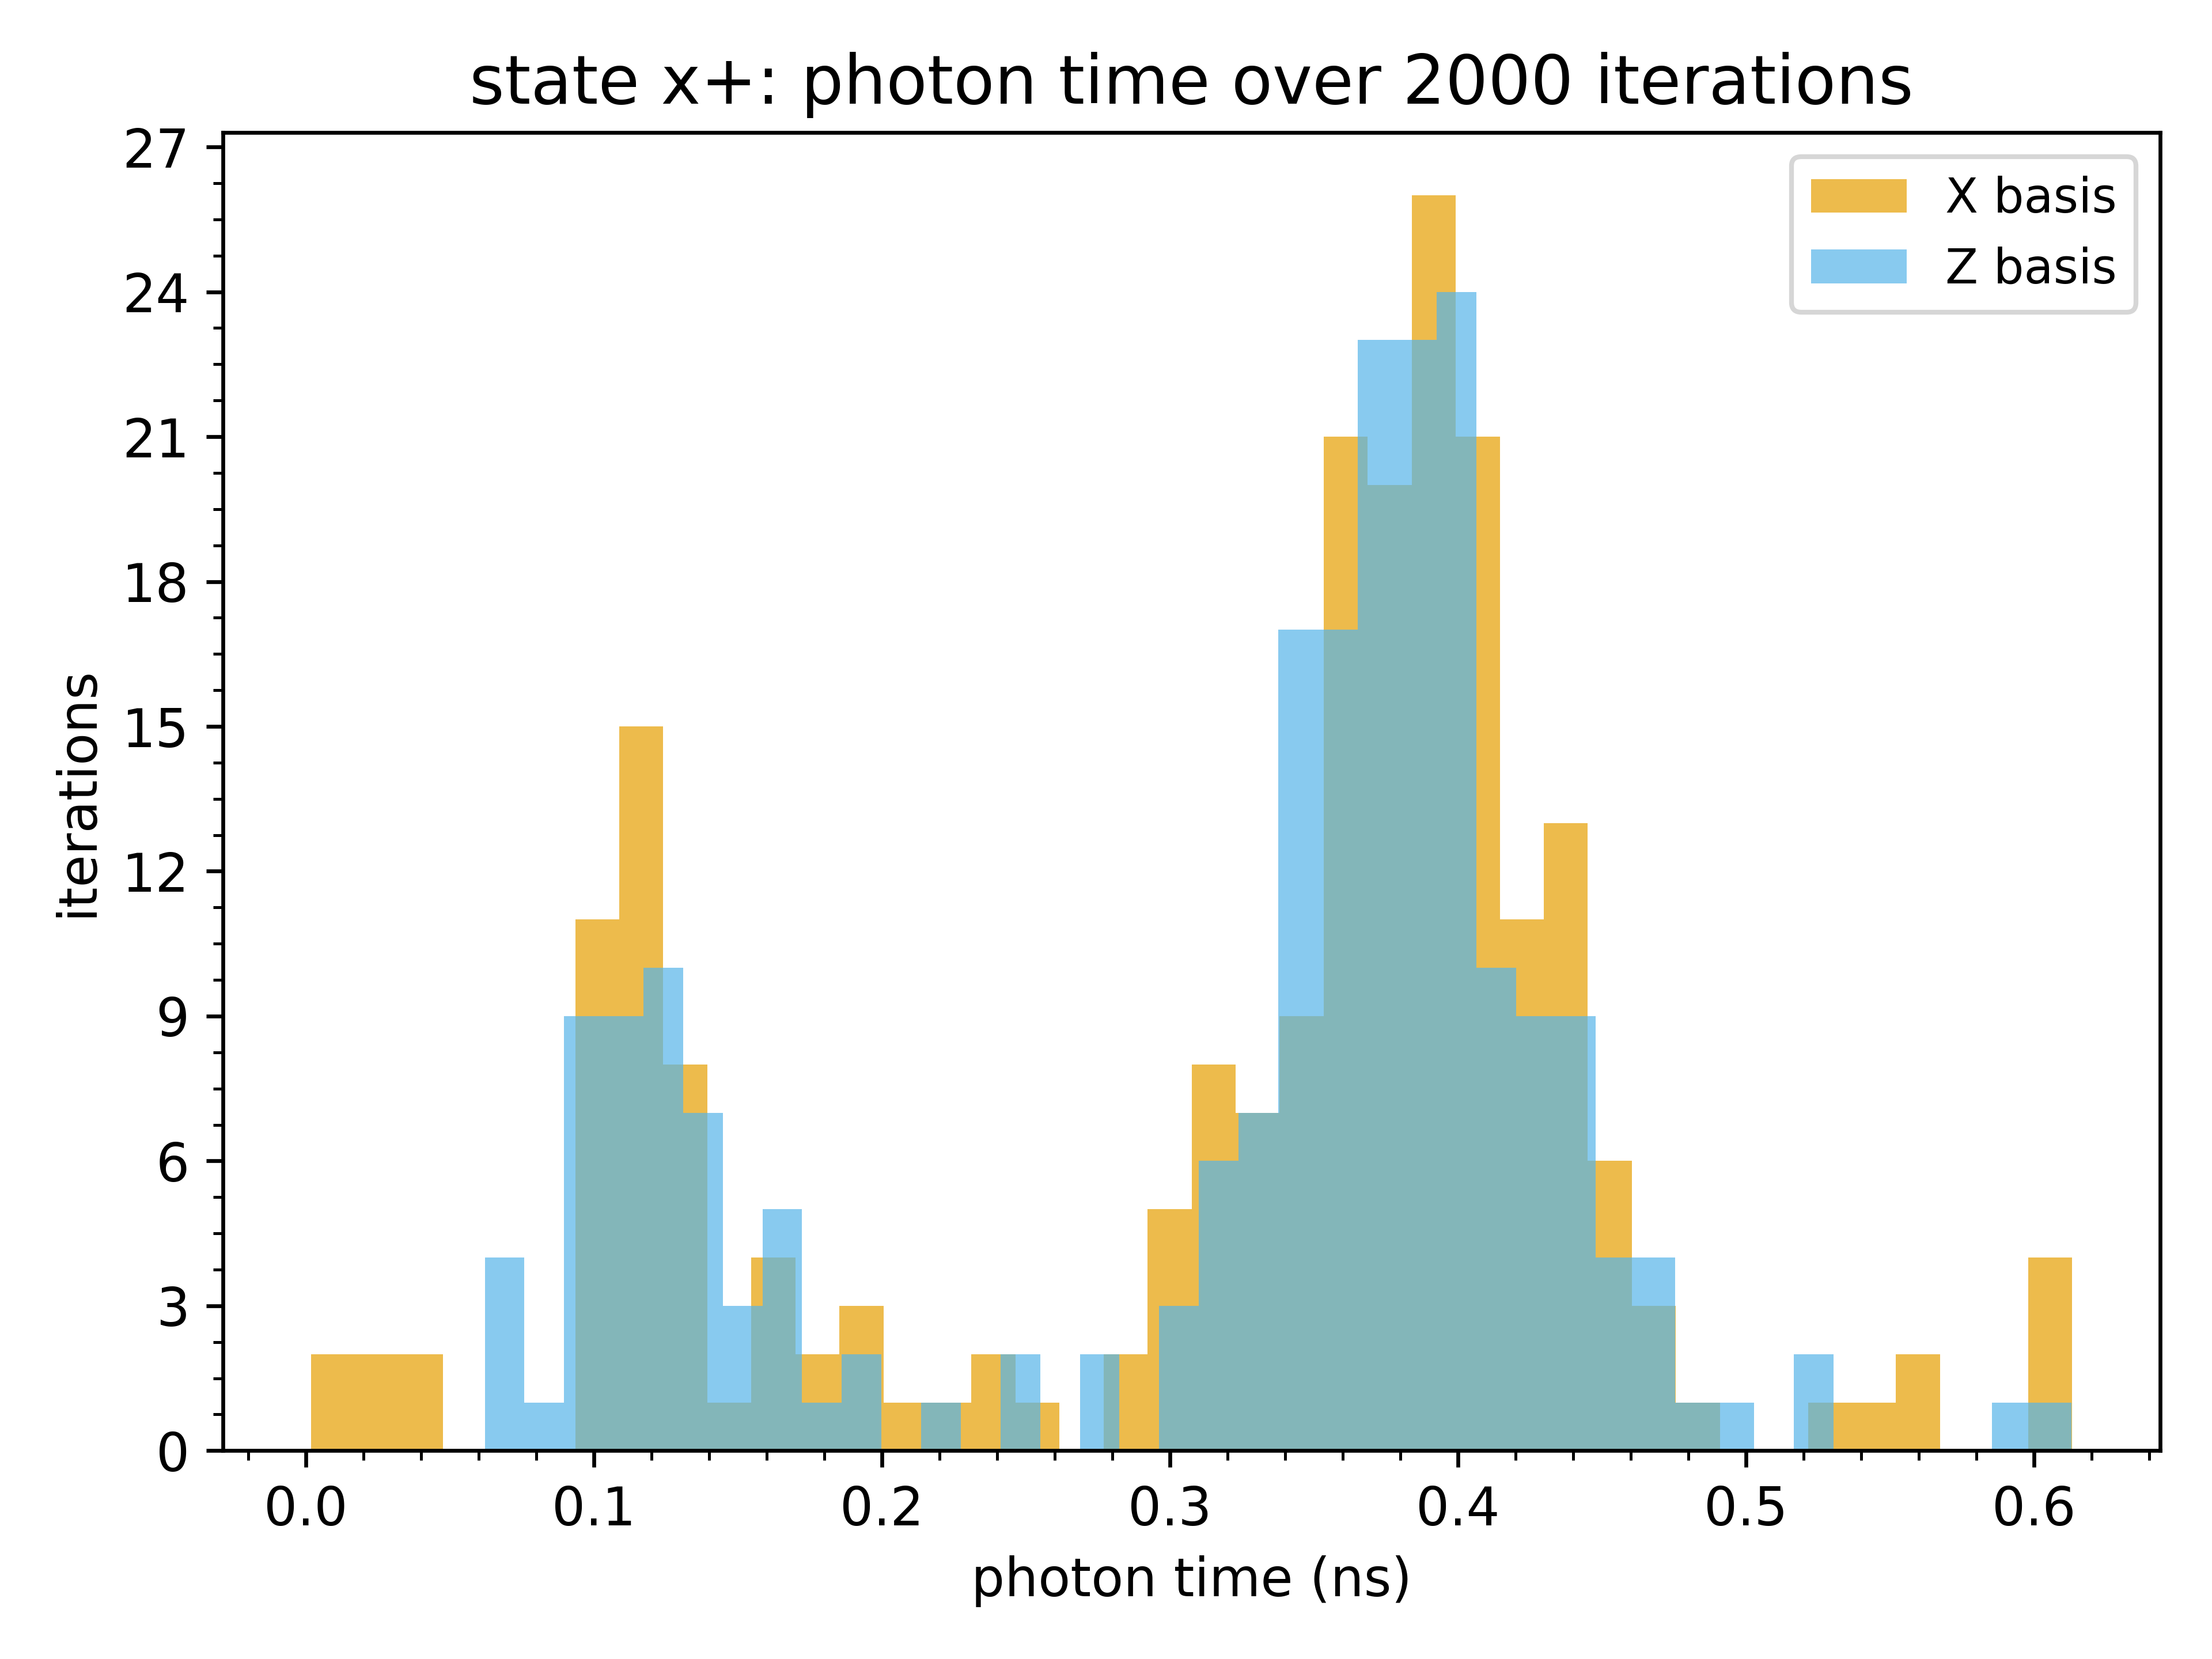 state x+: photon time over 2000 iterations
27
24
21
18
15
12
9
6
3
0
iterations
X basis
Z basis
0.0 0.1 0.2 0.3 0.4 0.5 0.6
photon time (ns)